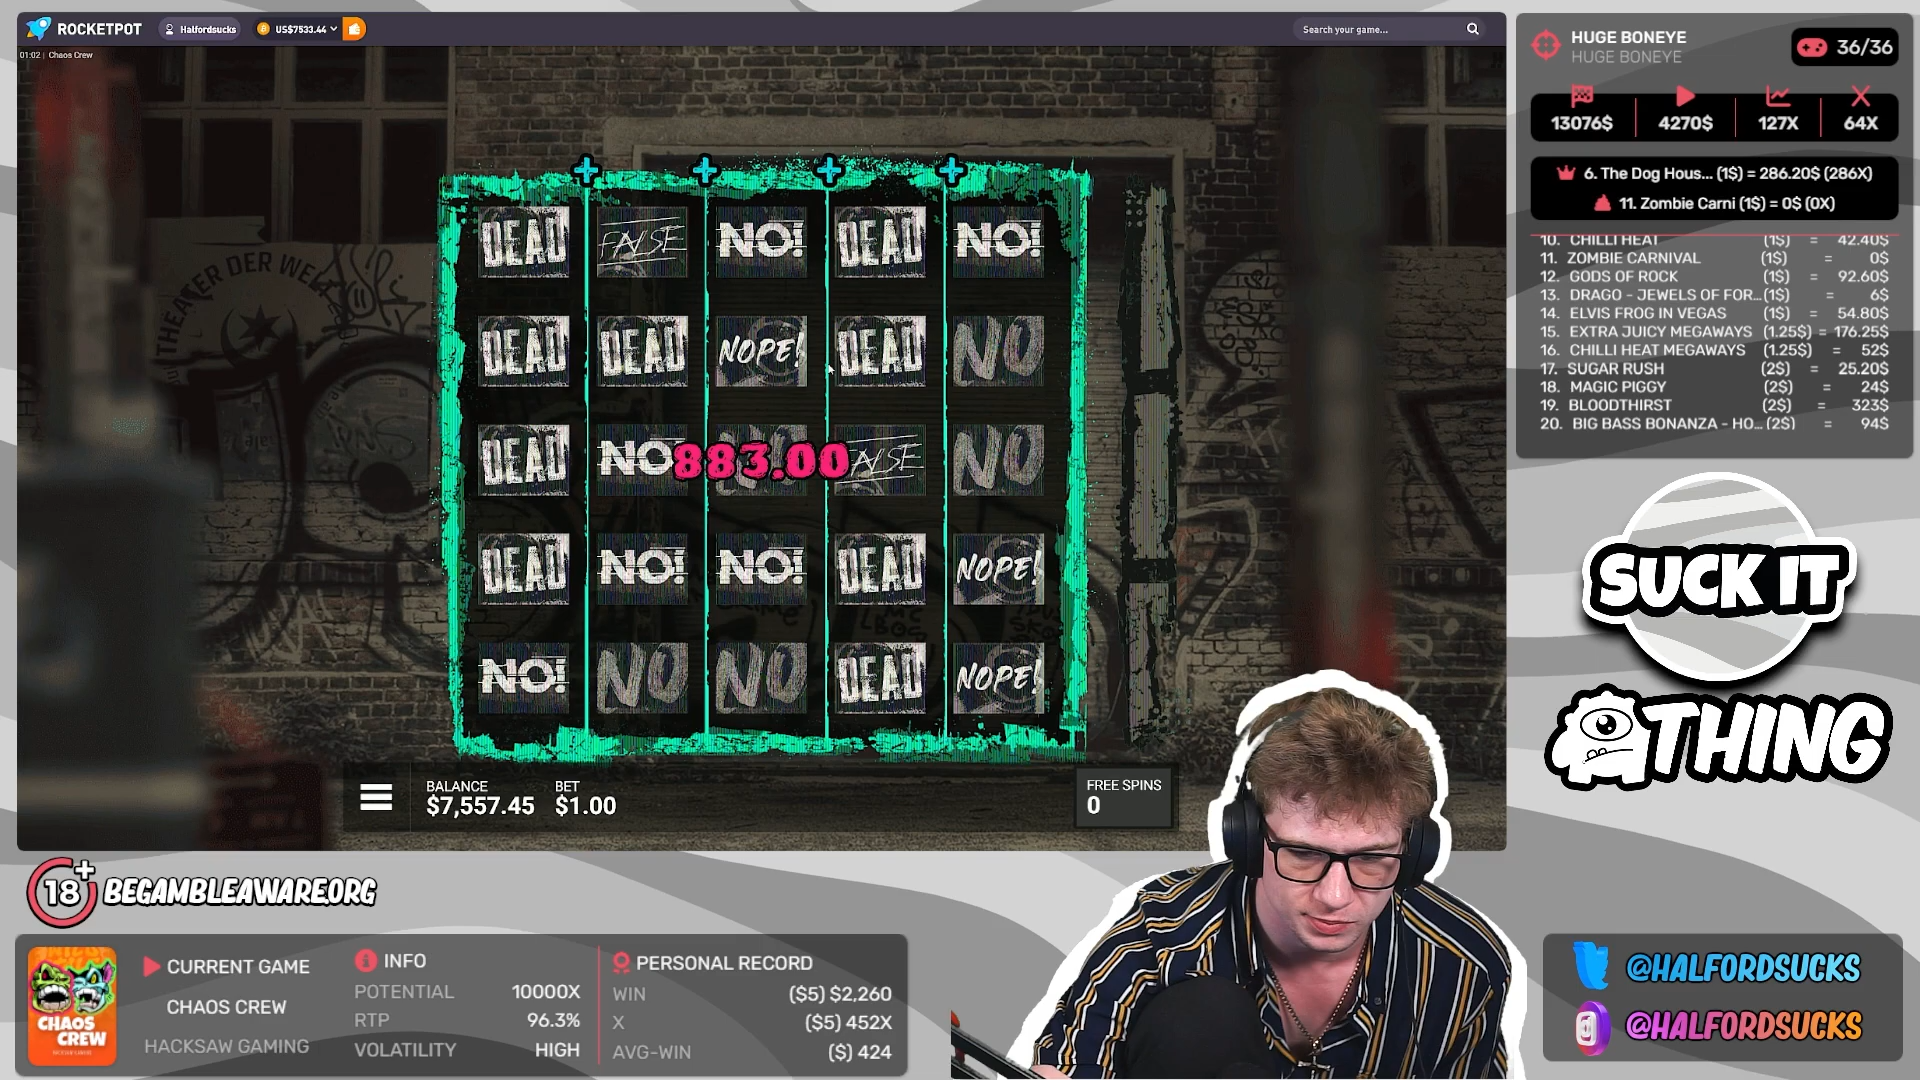 ROCKETPOT
Halfordsucks
US$7533.44
Search your game...
01:02 | Chaos Crew
THEATER DER WE
DEAD FALSE NO! DEAD NO!
DEAD DEAD NOPE! DEAD NO
DEAD NO 883.00 ALSE NO
DEAD NO! NO! DEAD NOPE!
NO! NO NO DEAD NOPE!
BALANCE
$7,557.45
BET
$1.00
FREE SPINS
0
HUGE BONEYE
HUGE BONEYE
36/36
13076$ 4270$ 127X 64X
6. The Dog Hous... (1$) = 286.20$ (286X)
11. Zombie Carni (1$) = 0$ (0X)
10. CHILLI HEAT (1$) = 42.40$
11. ZOMBIE CARNIVAL (1$) = 0$
12. GODS OF ROCK (1$) = 92.60$
13. DRAGO - JEWELS OF FOR... (1$) = 6$
14. ELVIS FROG IN VEGAS (1$) = 54.80$
15. EXTRA JUICY MEGAWAYS (1.25$) = 176.25$
16. CHILLI HEAT MEGAWAYS (1.25$) = 52$
17. SUGAR RUSH (2$) = 25.20$
18. MAGIC PIGGY (2$) = 24$
19. BLOODTHIRST (2$) = 323$
20. BIG BASS BONANZA - HO... (2$) = 94$
SUCK IT
THING
18+ BEGAMBLEAWARE.ORG
CHAOS
CREW
CURRENT GAME
CHAOS CREW
HACKSAW GAMING
INFO
POTENTIAL 10000X
RTP 96.3%
VOLATILITY HIGH
PERSONAL RECORD
WIN ($5) $2,260
X ($5) 452X
AVG-WIN ($) 424
@HALFORDSUCKS
@HALFORDSUCKS